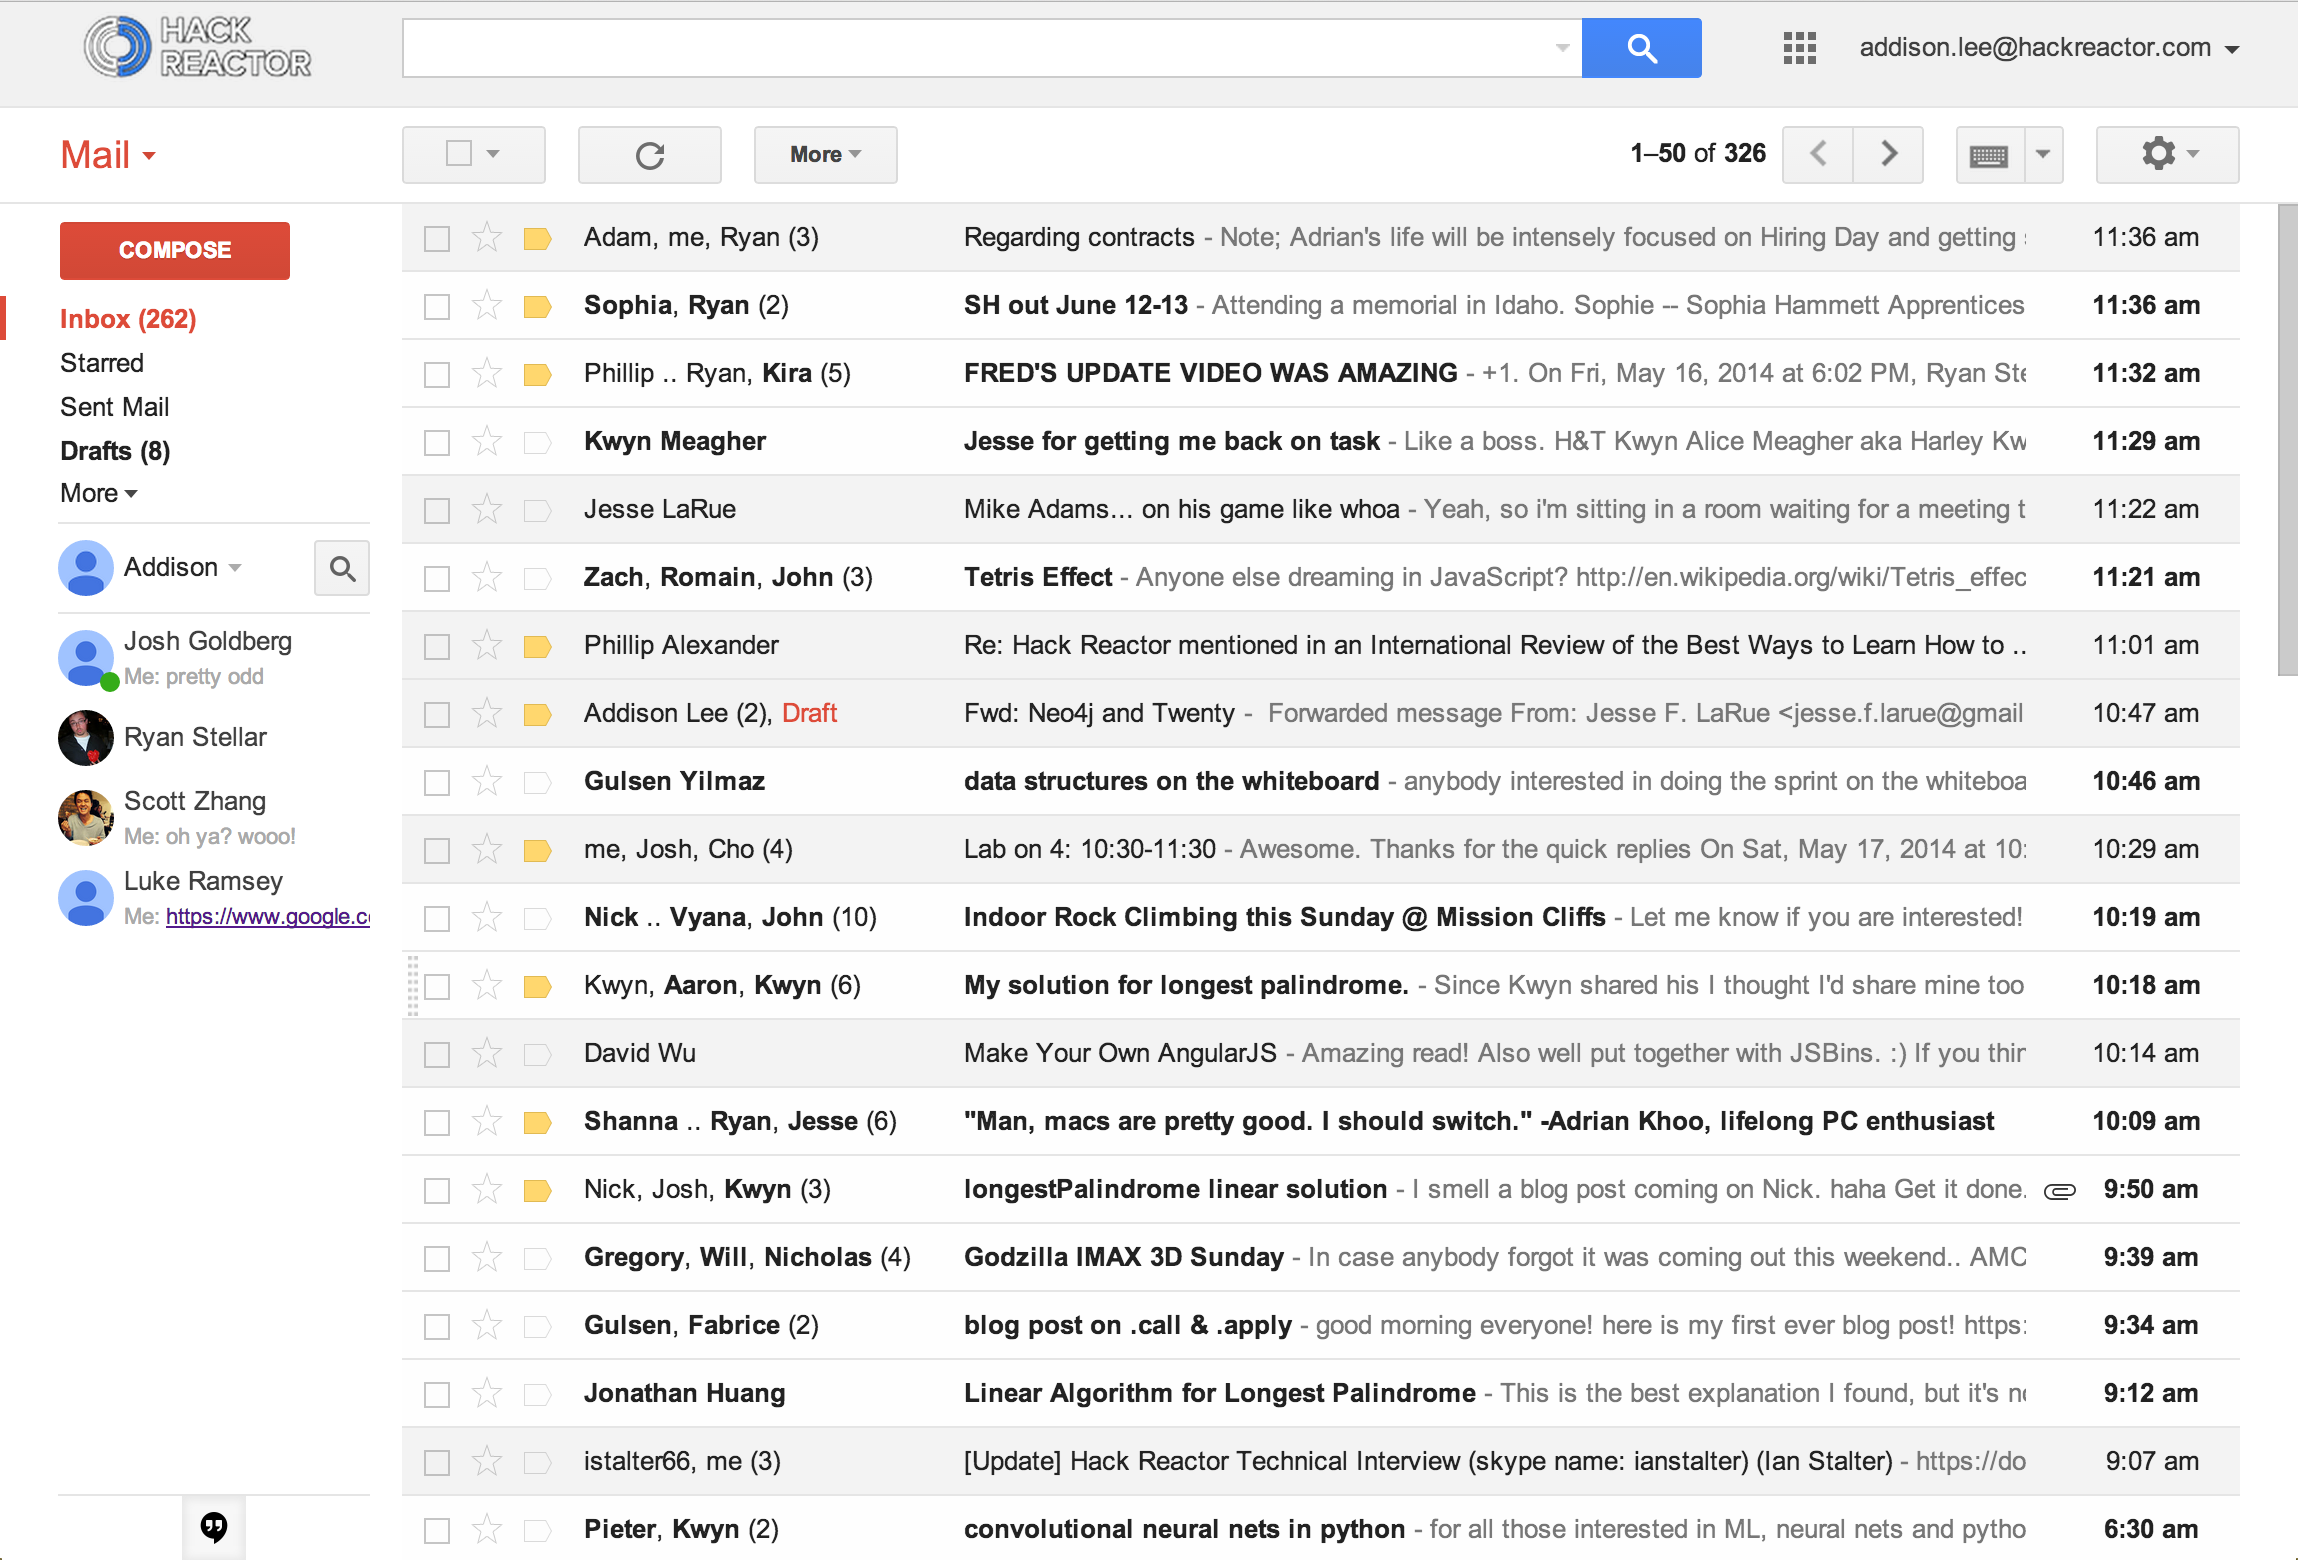 HACK
REACTOR
addison.lee@hackreactor.com
Mail
More
1–50 of 326
COMPOSE
Inbox (262)
Starred
Sent Mail
Drafts (8)
More
Addison
Josh Goldberg
Me: pretty odd
Ryan Stellar
Scott Zhang
Me: oh ya? wooo!
Luke Ramsey
Me: https://www.google.co
Adam, me, Ryan (3) Regarding contracts - Note; Adrian's life will be intensely focused on Hiring Day and getting 11:36 am
Sophia, Ryan (2) SH out June 12-13 - Attending a memorial in Idaho. Sophie -- Sophia Hammett Apprentices 11:36 am
Phillip .. Ryan, Kira (5) FRED'S UPDATE VIDEO WAS AMAZING - +1. On Fri, May 16, 2014 at 6:02 PM, Ryan Ste 11:32 am
Kwyn Meagher Jesse for getting me back on task - Like a boss. H&T Kwyn Alice Meagher aka Harley Kw 11:29 am
Jesse LaRue Mike Adams... on his game like whoa - Yeah, so i'm sitting in a room waiting for a meeting t 11:22 am
Zach, Romain, John (3) Tetris Effect - Anyone else dreaming in JavaScript? http://en.wikipedia.org/wiki/Tetris_effec 11:21 am
Phillip Alexander Re: Hack Reactor mentioned in an International Review of the Best Ways to Learn How to .. 11:01 am
Addison Lee (2), Draft Fwd: Neo4j and Twenty - Forwarded message From: Jesse F. LaRue <jesse.f.larue@gmail 10:47 am
Gulsen Yilmaz data structures on the whiteboard - anybody interested in doing the sprint on the whiteboa 10:46 am
me, Josh, Cho (4) Lab on 4: 10:30-11:30 - Awesome. Thanks for the quick replies On Sat, May 17, 2014 at 10: 10:29 am
Nick .. Vyana, John (10) Indoor Rock Climbing this Sunday @ Mission Cliffs - Let me know if you are interested! 10:19 am
Kwyn, Aaron, Kwyn (6) My solution for longest palindrome. - Since Kwyn shared his I thought I'd share mine too 10:18 am
David Wu Make Your Own AngularJS - Amazing read! Also well put together with JSBins. :) If you thin 10:14 am
Shanna .. Ryan, Jesse (6) "Man, macs are pretty good. I should switch." -Adrian Khoo, lifelong PC enthusiast 10:09 am
Nick, Josh, Kwyn (3) longestPalindrome linear solution - I smell a blog post coming on Nick. haha Get it done. 9:50 am
Gregory, Will, Nicholas (4) Godzilla IMAX 3D Sunday - In case anybody forgot it was coming out this weekend.. AMC 9:39 am
Gulsen, Fabrice (2) blog post on .call & .apply - good morning everyone! here is my first ever blog post! https: 9:34 am
Jonathan Huang Linear Algorithm for Longest Palindrome - This is the best explanation I found, but it's no 9:12 am
istalter66, me (3) [Update] Hack Reactor Technical Interview (skype name: ianstalter) (Ian Stalter) - https://do 9:07 am
Pieter, Kwyn (2) convolutional neural nets in python - for all those interested in ML, neural nets and pytho 6:30 am